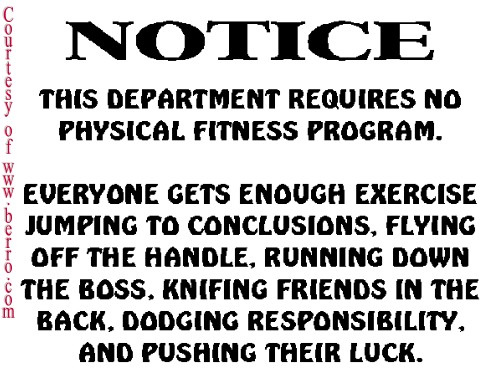 NOTICE
THIS DEPARTMENT REQUIRES NO
PHYSICAL FITNESS PROGRAM.
EVERYONE GETS ENOUGH EXERCISE
JUMPING TO CONCLUSIONS, FLYING
OFF THE HANDLE, RUNNING DOWN
THE BOSS, KNIFING FRIENDS IN THE
BACK, DODGING RESPONSIBILITY,
AND PUSHING THEIR LUCK.
Courtesy of www.berro.com